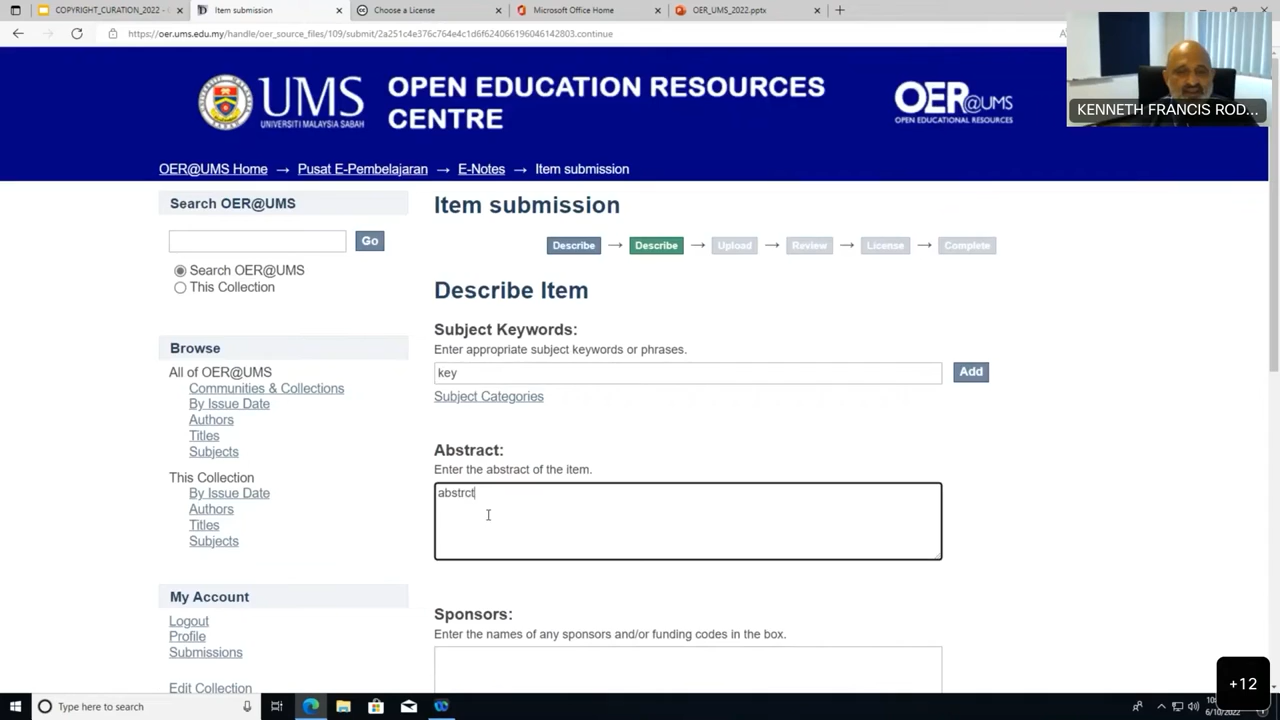 COPYRIGHT_CURATION_2022 -
Item submission
Choose a License
Microsoft Office Home
OER_UMS_2022.pptx
https://oer.ums.edu.my/handle/oer_source_files/109/submit/2a251c4e376c764e4c1d6f624066196046142803.continue
KENNETH FRANCIS ROD...
UMS
UNIVERSITI MALAYSIA SABAH
OPEN EDUCATION RESOURCES
CENTRE
OER@UMS
OPEN EDUCATIONAL RESOURCES
OER@UMS Home → Pusat E-Pembelajaran → E-Notes → Item submission
Search OER@UMS
Go
Search OER@UMS
This Collection
Browse
All of OER@UMS
Communities & Collections
By Issue Date
Authors
Titles
Subjects
This Collection
By Issue Date
Authors
Titles
Subjects
My Account
Logout
Profile
Submissions
Edit Collection
Item submission
Describe → Describe → Upload → Review → License → Complete
Describe Item
Subject Keywords:
Enter appropriate subject keywords or phrases.
key
Add
Subject Categories
Abstract:
Enter the abstract of the item.
abstrct
Sponsors:
Enter the names of any sponsors and/or funding codes in the box.
+12
Type here to search
6/10/2022